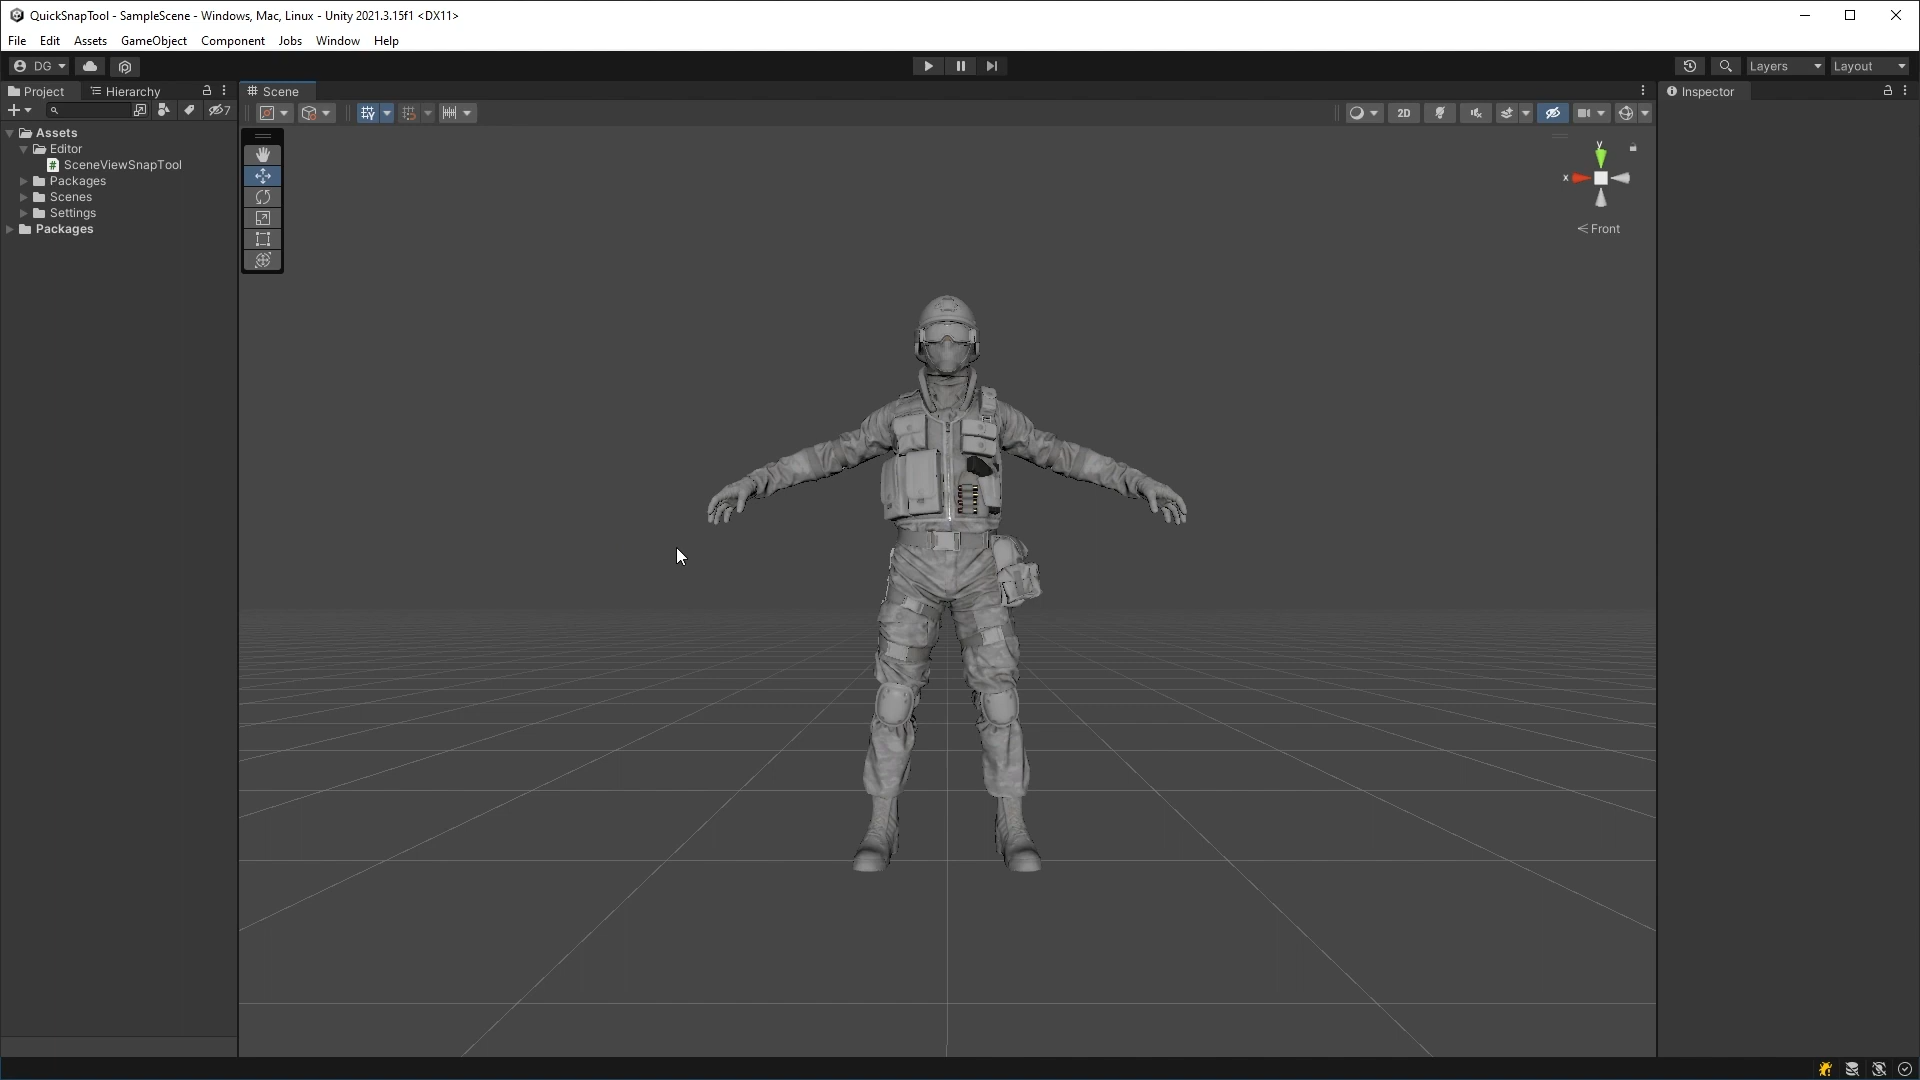 QuickSnapTool - SampleScene - Windows, Mac, Linux - Unity 2021.3.15f1 <DX11>
File Edit Assets GameObject Component Jobs Window Help
DG
Layers
Layout
Project
Hierarchy
Scene
Inspector
7
2D
Assets
Editor
SceneViewSnapTool
Packages
Scenes
Settings
Packages
y
x
Front